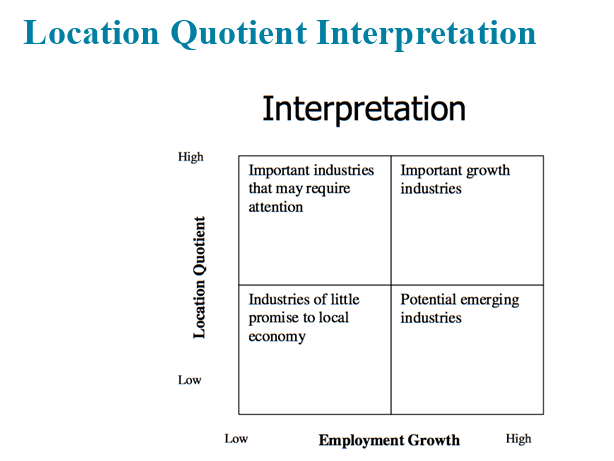 Location Quotient Interpretation
Interpretation
High
Important industries
that may require
attention
Important growth
industries
Location Quotient
Industries of little
promise to local
economy
Potential emerging
industries
Low
Low
Employment Growth
High